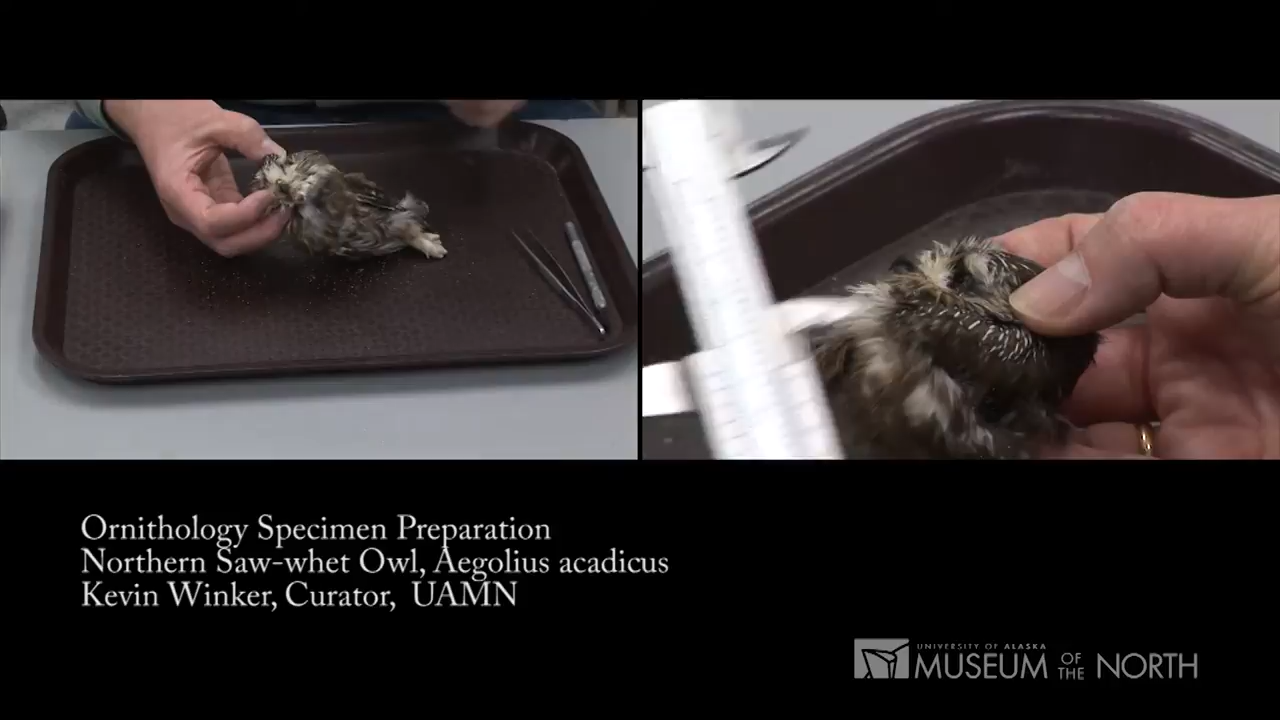 Ornithology Specimen Preparation
Northern Saw-whet Owl, Aegolius acadicus
Kevin Winker, Curator, UAMN
UNIVERSITY OF ALASKA
MUSEUM OF THE NORTH